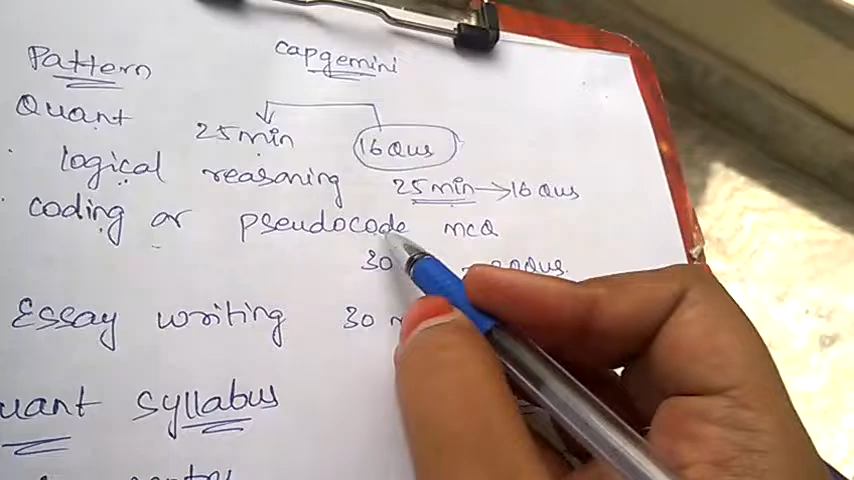 Pattern Capgemini
Quant 25min 16Qus
logical reasoning 25min→16 Qus
coding or pseudocode mcQ
30
Essay writing 30
uant syllabus